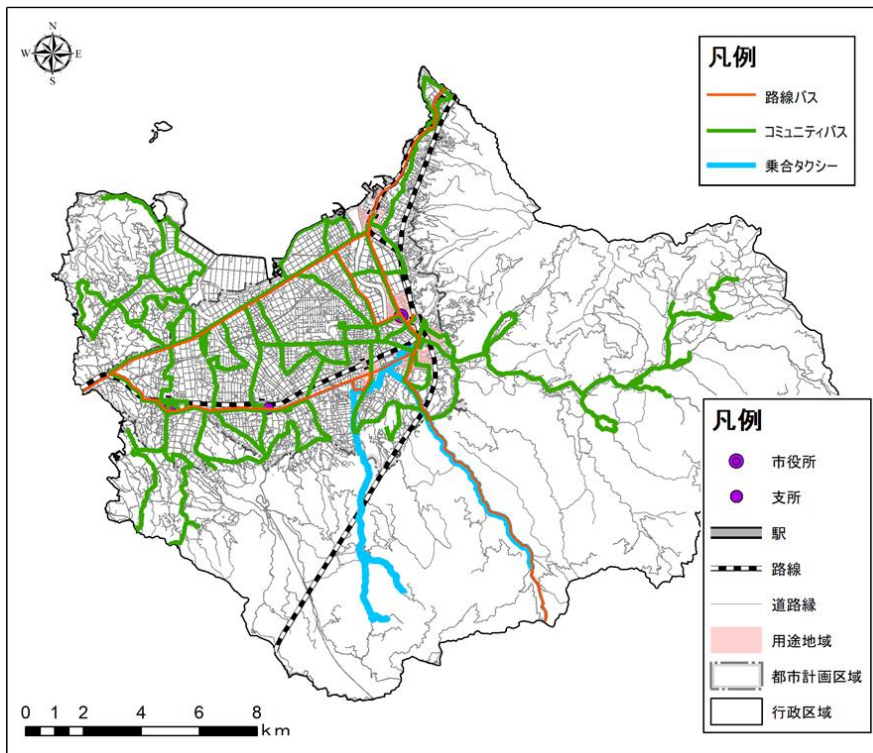 N
W E
S
凡例
路線バス
コミュニティバス
乗合タクシー
凡例
市役所
支所
駅
路線
道路縁
用途地域
都市計画区域
行政区域
0 2 4 6 8
km